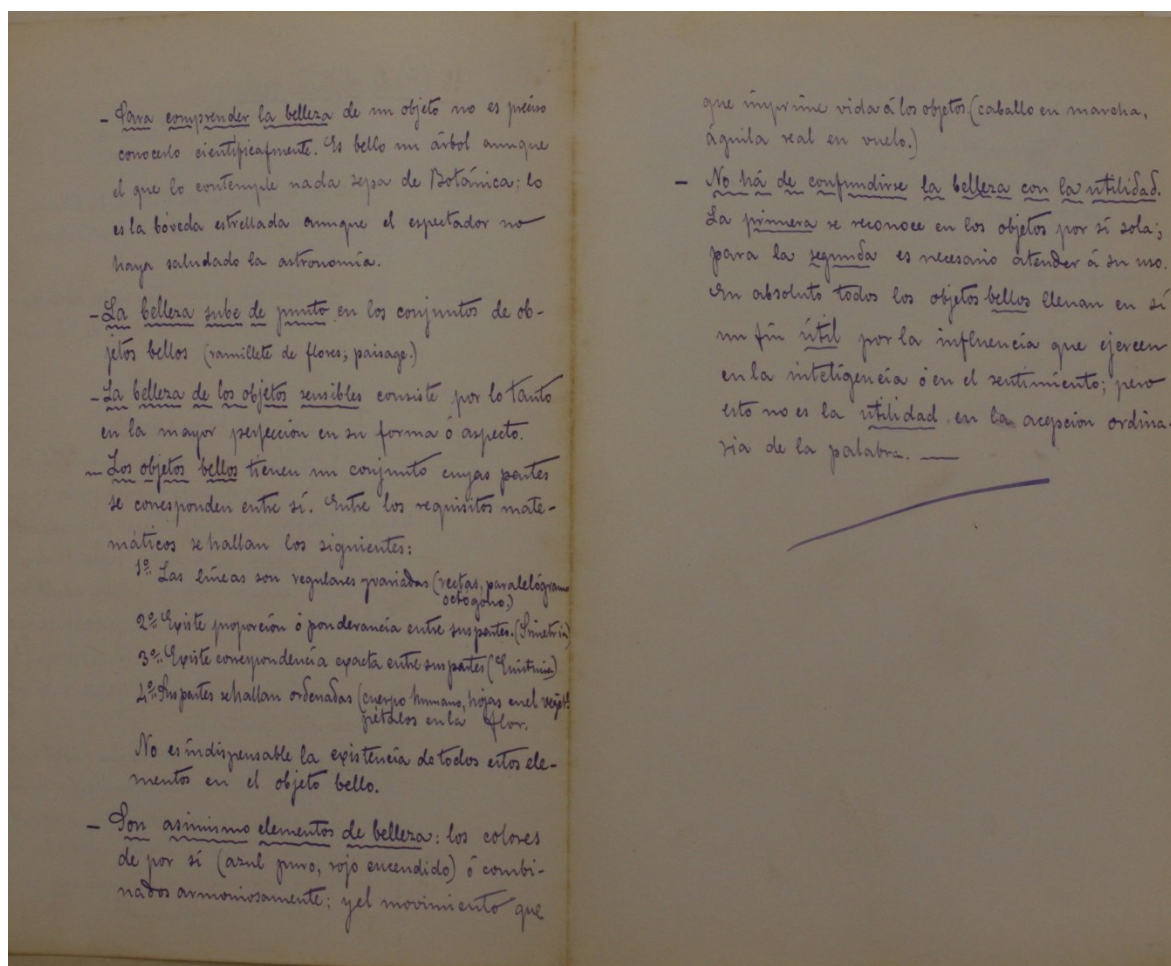 - Para comprender la belleza de un objeto no es preciso
conocerlo cientificamente. Es bello un árbol aunque
el que lo contemple nada sepa de Botánica; lo
es la bóveda estrellada aunque el espectador no
haya saludado la astronomía.
- La belleza sube de punto en los conjuntos de ob-
jetos bellos (ramillete de flores; paisage.)
- La belleza de los objetos sensibles consiste por lo tanto
en la mayor perfección en su forma ó aspecto.
- Los objetos bellos tienen un conjunto cuyas partes
se corresponden entre sí. Entre los requisitos mate-
máticos se hallan los siguientes:
1º. Las líneas son regulares y variadas (rectas, paralelógramo
octógono,)
2º. Existe proporción ó ponderancia entre sus partes. (Simetría)
3º. Existe correspondencia exacta entre sus partes (Euritmia)
4º. Sus partes se hallan ordenadas (cuerpo humano, hojas en el
pétalos en la flor.
No es indispensable la existencia de todos estos ele-
mentos en el objeto bello.
- Son asimismo elementos de belleza: los colores
de por sí (azul puro, rojo encendido) ó combi-
nados armoniosamente; y el movimiento que
que imprime vida á los objetos (caballo en marcha,
águila real en vuelo.)
- No há de confundirse la belleza con la utilidad.
La primera se reconoce en los objetos por sí sola;
para la segunda es necesario atender á su uso.
En absoluto todos los objetos bellos llenan en sí
un fin útil por la influencia que ejercen
en la inteligencia ó en el sentimiento; pero
esto no es la utilidad en la acepción ordina-
ria de la palabra. —